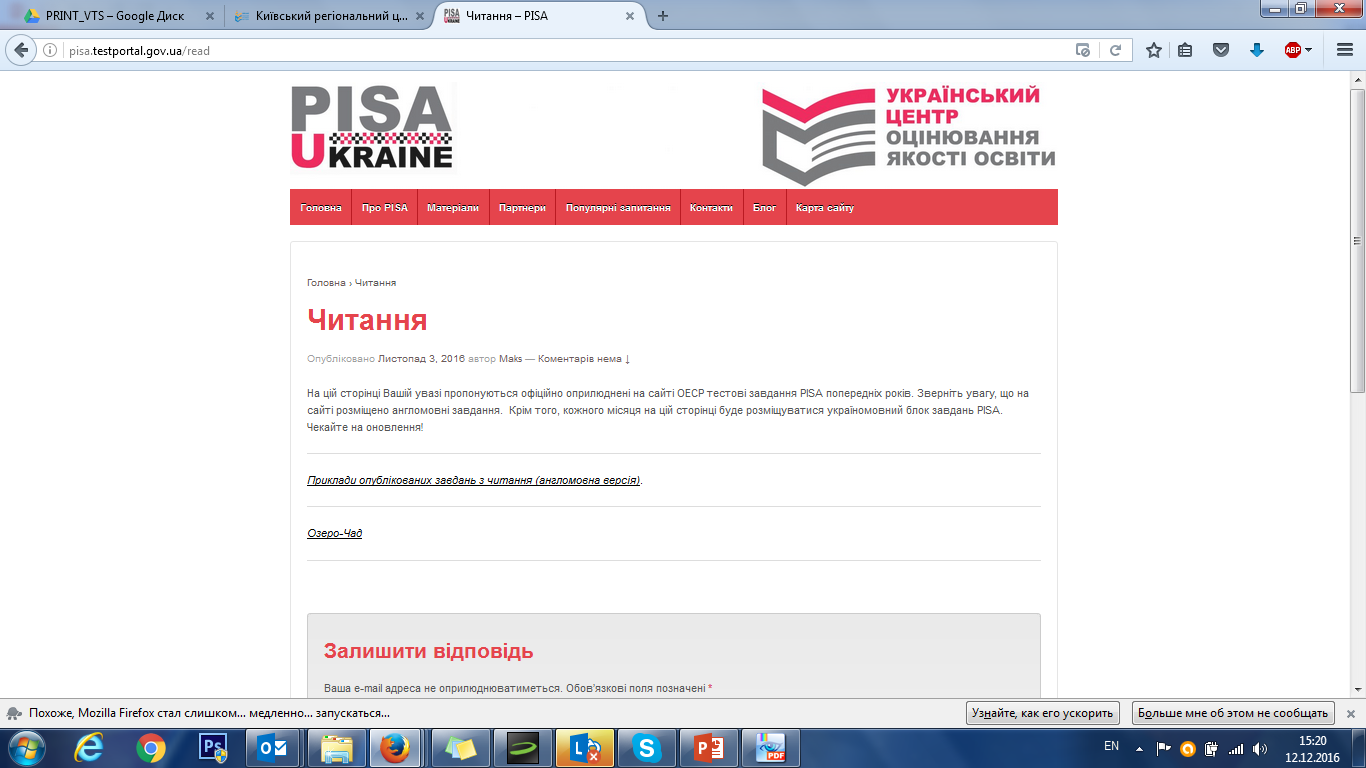 PRINT_VTS – Google Диск
Київський регіональний ц...
Читання – PISA
pisa.testportal.gov.ua/read
ABP
PISA
UKRAINE
УКРАЇНСЬКИЙ
ЦЕНТР
ОЦІНЮВАННЯ
ЯКОСТІ ОСВІТИ
Головна
Про PISA
Матеріали
Партнери
Популярні запитання
Контакти
Блог
Карта сайту
Головна › Читання
Читання
Опубліковано Листопад 3, 2016 автор Maks — Коментарів нема ↓
На цій сторінці Вашій увазі пропонуються офіційно оприлюднені на сайті ОЕСР тестові завдання PISA попередніх років. Зверніть увагу, що на
сайті розміщено англомовні завдання.  Крім того, кожного місяця на цій сторінці буде розміщуватися україномовний блок завдань PISA.
Чекайте на оновлення!
Приклади опублікованих завдань з читання (англомовна версія).
Озеро-Чад
Залишити відповідь
Ваша e-mail адреса не оприлюднюватиметься. Обов'язкові поля позначені *
Похоже, Mozilla Firefox стал слишком... медленно... запускаться...
Узнайте, как его ускорить
Больше мне об этом не сообщать
EN
15:20
12.12.2016